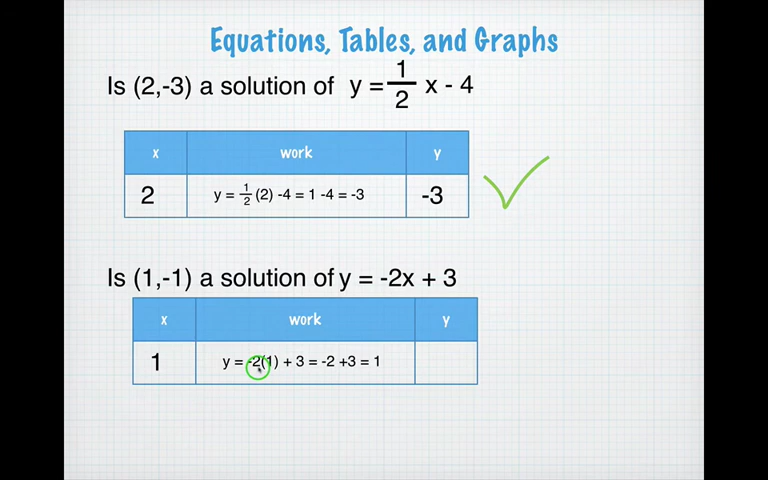 Equations, Tables, and Graphs
Is (2,-3) a solution of y = 1/2 x - 4
x work y
2 y = 1/2 (2) -4 = 1 -4 = -3 -3
Is (1,-1) a solution of y = -2x + 3
x work y
1 y = -2(1) + 3 = -2 +3 = 1